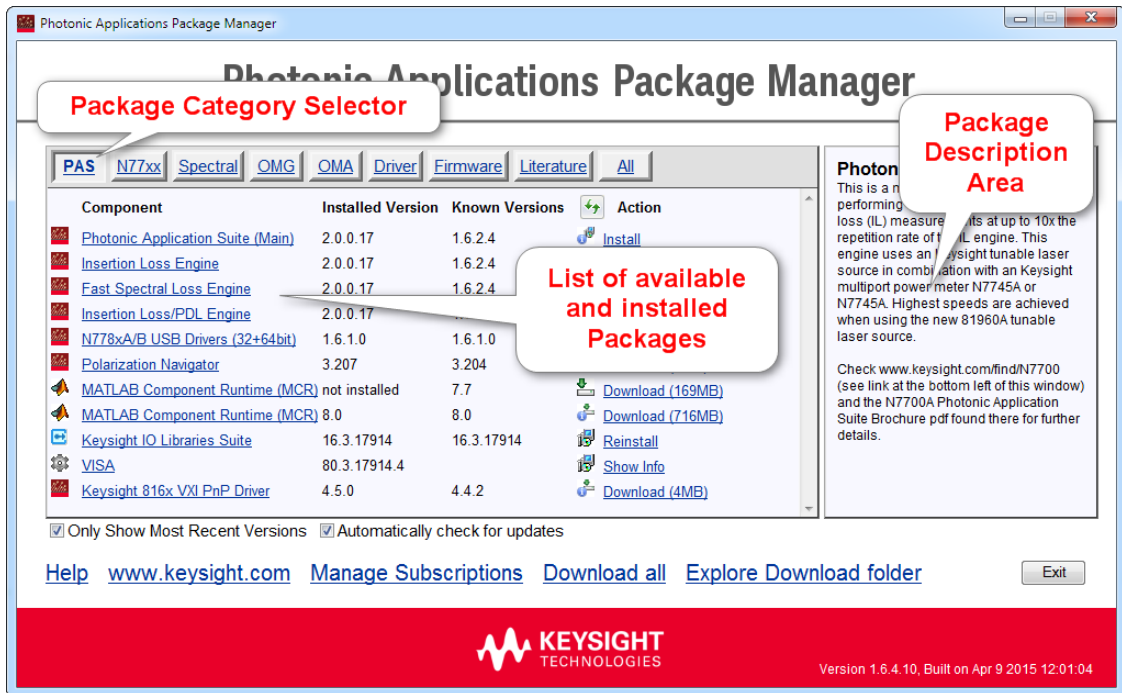 Photonic Applications Package Manager
Applications Package Manager
Package Category Selector
Package
Description
Area
PAS N77xx Spectral OMG OMA Driver Firmware Literature All
Component Installed Version Known Versions Action
Photonic Application Suite (Main) 2.0.0.17 1.6.2.4 Install
Insertion Loss Engine 2.0.0.17 1.6.2.4
Fast Spectral Loss Engine 2.0.0.17 1.6.2.4
Insertion Loss/PDL Engine 2.0.0.17
N778xA/B USB Drivers (32+64bit) 1.6.1.0 1.6.1.0
Polarization Navigator 3.207 3.204
MATLAB Component Runtime (MCR) not installed 7.7 Download (169MB)
MATLAB Component Runtime (MCR) 8.0 8.0 Download (716MB)
Keysight IO Libraries Suite 16.3.17914 16.3.17914 Reinstall
VISA 80.3.17914.4 Show Info
Keysight 816x VXI PnP Driver 4.5.0 4.4.2 Download (4MB)
List of available
and installed
Packages
This is a
performing
loss (IL) measurements at up to 10x the
repetition rate of the IL engine. This
engine uses an Keysight tunable laser
source in combination with an Keysight
multiport power meter N7745A or
N7745A. Highest speeds are achieved
when using the new 81960A tunable
laser source.
Check www.keysight.com/find/N7700
(see link at the bottom left of this window)
and the N7700A Photonic Application
Suite Brochure pdf found there for further
details.
Only Show Most Recent Versions Automatically check for updates
Help www.keysight.com Manage Subscriptions Download all Explore Download folder Exit
KEYSIGHT
TECHNOLOGIES
Version 1.6.4.10, Built on Apr 9 2015 12:01:04